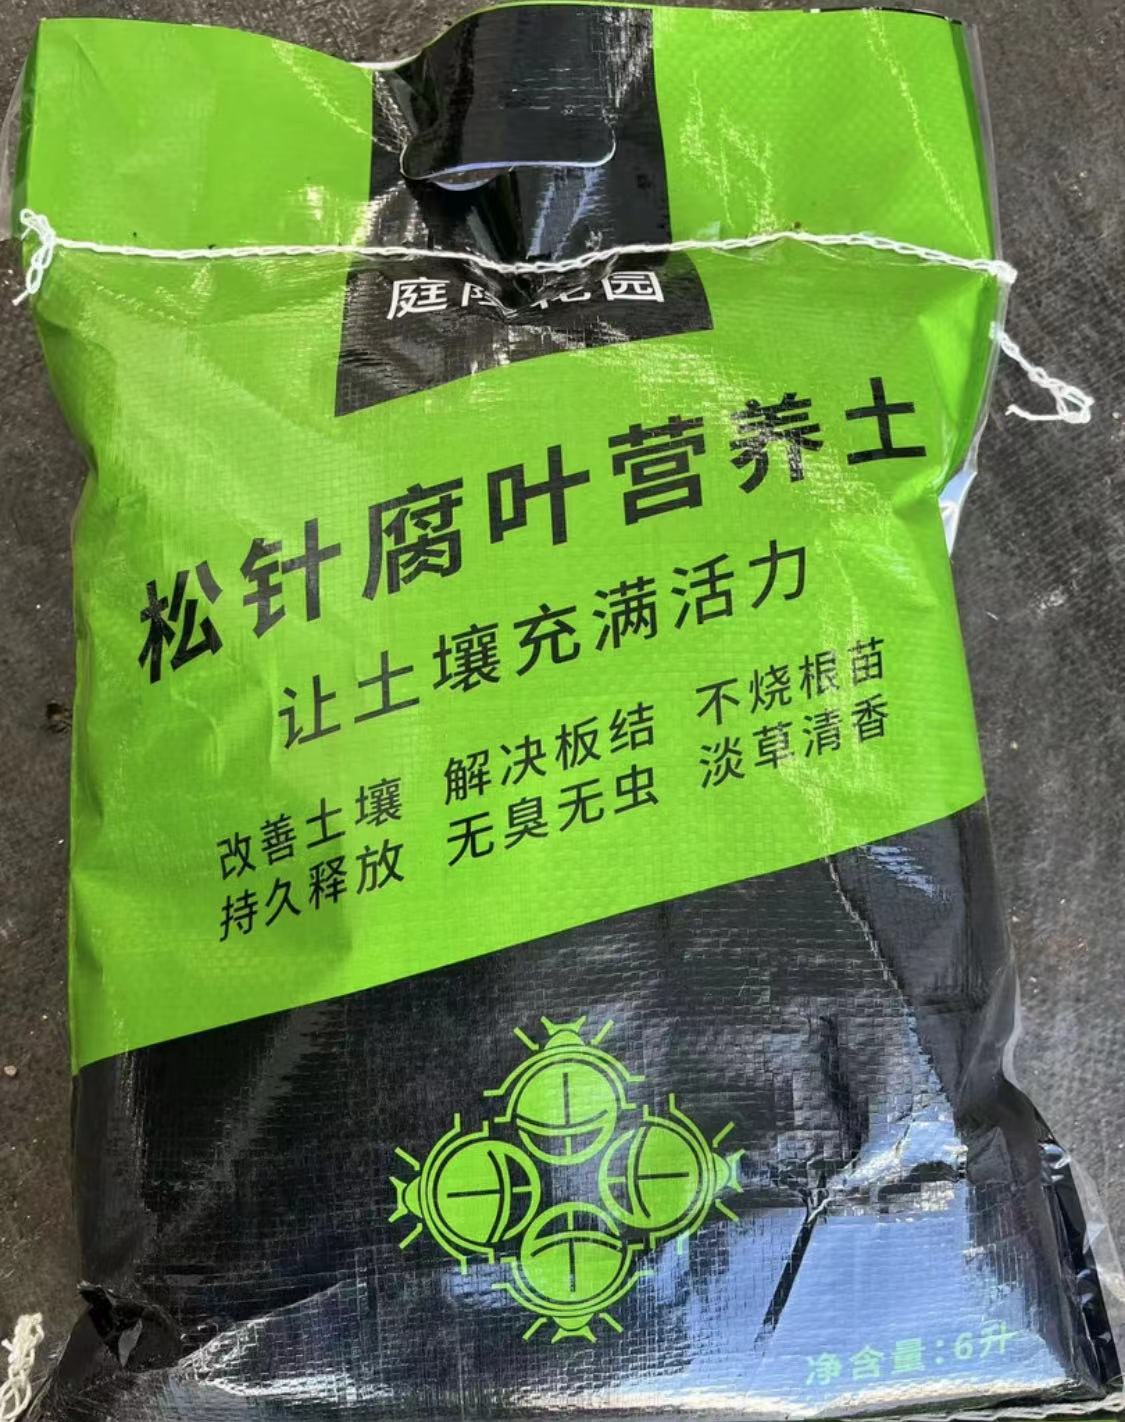 庭隆花园
松针腐叶营养土
让土壤充满活力
改善土壤 解决板结 不烧根苗
持久释放 无臭无虫 淡草清香
净含量:6升